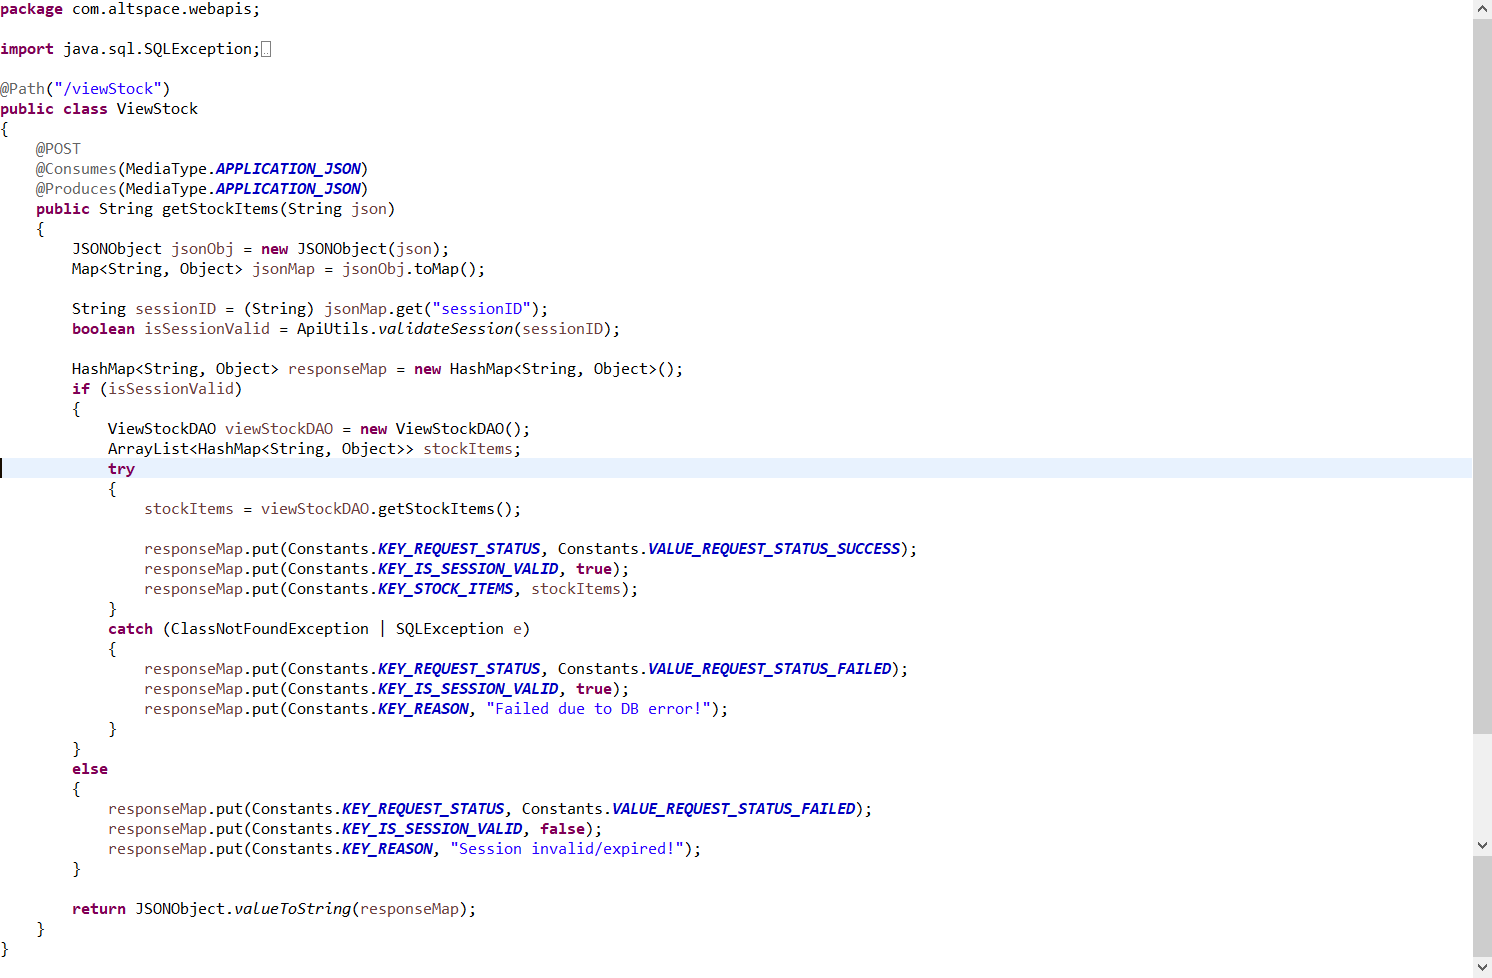 package com.altspace.webapis;
import java.sql.SQLException;
@Path("/viewStock")
public class ViewStock
{
    @POST
    @Consumes(MediaType.APPLICATION_JSON)
    @Produces(MediaType.APPLICATION_JSON)
    public String getStockItems(String json)
    {
        JSONObject jsonObj = new JSONObject(json);
        Map<String, Object> jsonMap = jsonObj.toMap();
        String sessionID = (String) jsonMap.get("sessionID");
        boolean isSessionValid = ApiUtils.validateSession(sessionID);
        HashMap<String, Object> responseMap = new HashMap<String, Object>();
        if (isSessionValid)
        {
            ViewStockDAO viewStockDAO = new ViewStockDAO();
            ArrayList<HashMap<String, Object>> stockItems;
            try
            {
                stockItems = viewStockDAO.getStockItems();
                responseMap.put(Constants.KEY_REQUEST_STATUS, Constants.VALUE_REQUEST_STATUS_SUCCESS);
                responseMap.put(Constants.KEY_IS_SESSION_VALID, true);
                responseMap.put(Constants.KEY_STOCK_ITEMS, stockItems);
            }
            catch (ClassNotFoundException | SQLException e)
            {
                responseMap.put(Constants.KEY_REQUEST_STATUS, Constants.VALUE_REQUEST_STATUS_FAILED);
                responseMap.put(Constants.KEY_IS_SESSION_VALID, true);
                responseMap.put(Constants.KEY_REASON, "Failed due to DB error!");
            }
        }
        else
        {
            responseMap.put(Constants.KEY_REQUEST_STATUS, Constants.VALUE_REQUEST_STATUS_FAILED);
            responseMap.put(Constants.KEY_IS_SESSION_VALID, false);
            responseMap.put(Constants.KEY_REASON, "Session invalid/expired!");
        }
        return JSONObject.valueToString(responseMap);
    }
}